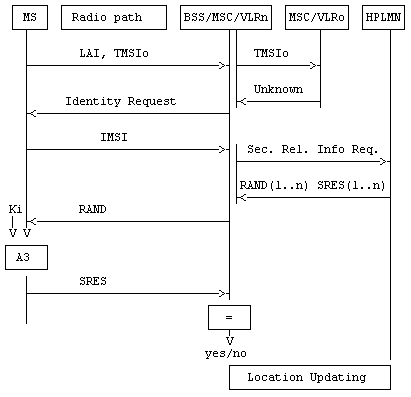 MS Radio path BSS/MSC/VLRn MSC/VLRo HPLMN
LAI, TMSIo TMSIo
Unknown
Identity Request
IMSI
Sec. Rel. Info Req.
RAND(1..n) SRES(1..n)
Ki RAND
V V
A3
SRES
=
V
yes/no
Location Updating